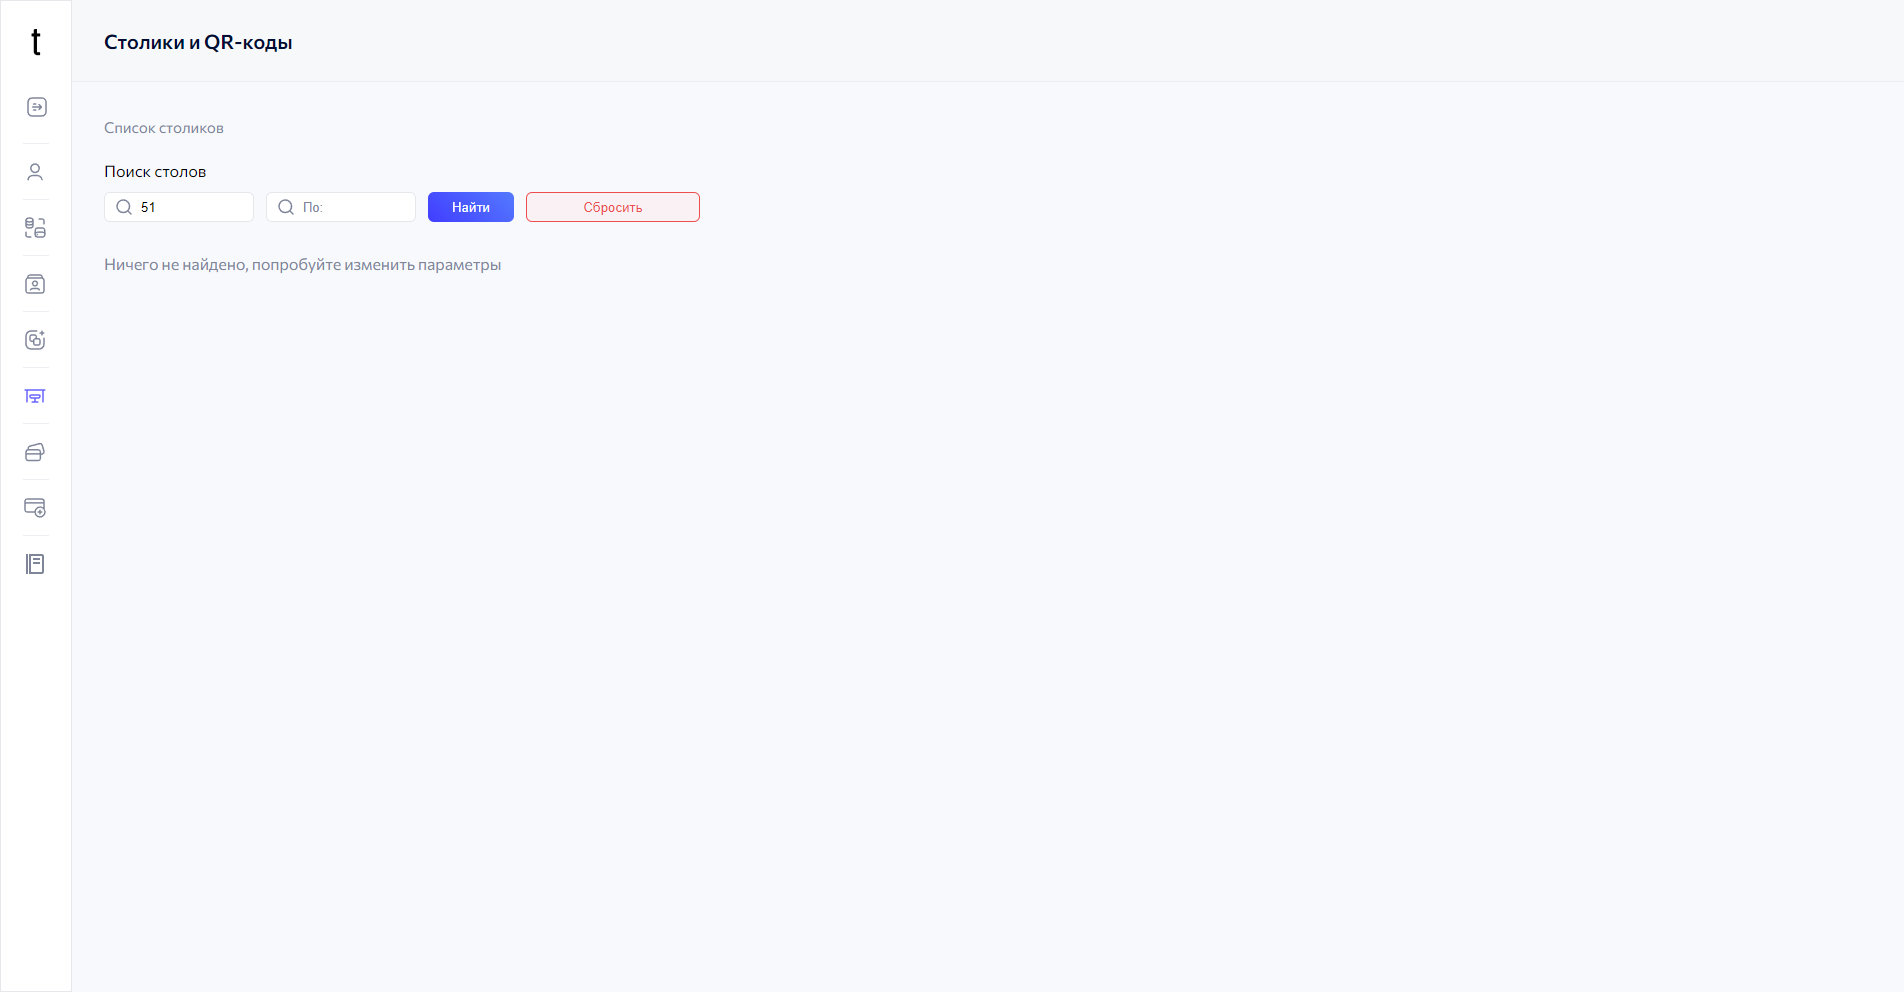 t
Столики и QR-коды
Список столиков
Поиск столов
51
По:
Найти
Сбросить
Ничего не найдено, попробуйте изменить параметры